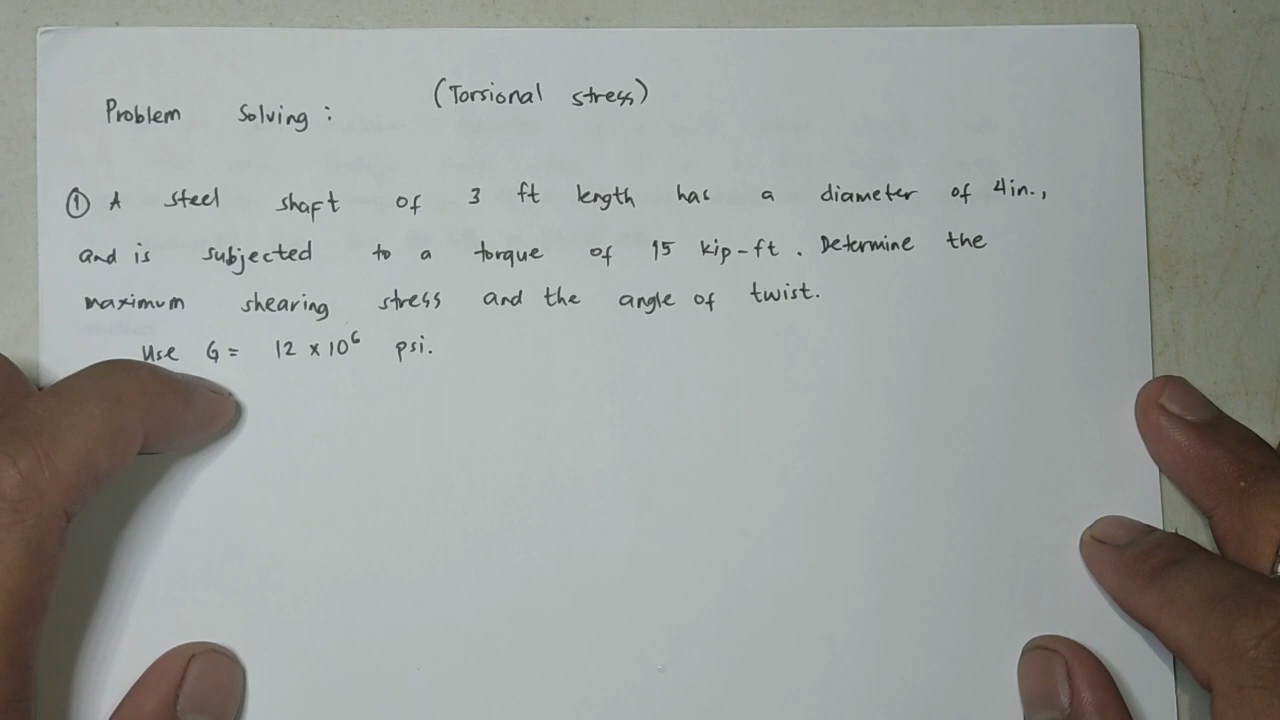 (Torsional stress)
Problem Solving:
① A steel shaft of 3 ft length has a diameter of 4in.,
and is subjected to a torque of 15 kip-ft. Determine the
maximum shearing stress and the angle of twist.
Use G = 12 x 10⁶ psi.